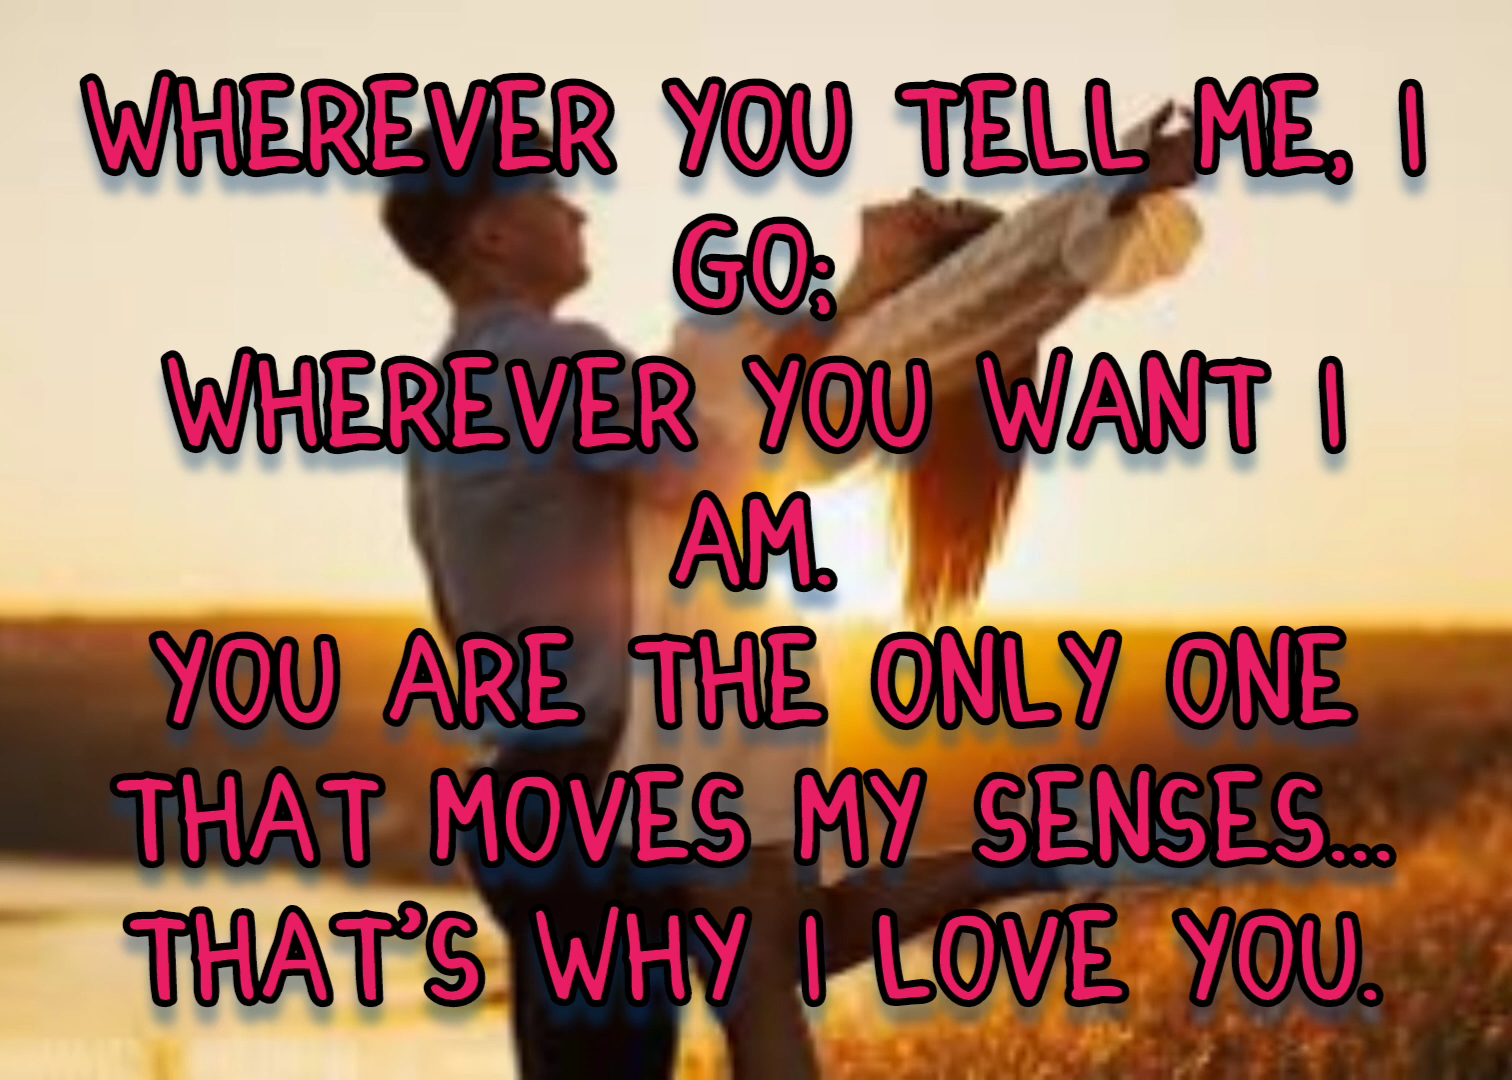 WHEREVER YOU TELL ME, I
GO;
WHEREVER YOU WANT I
AM.
YOU ARE THE ONLY ONE
THAT MOVES MY SENSES...
THAT'S WHY I LOVE YOU.